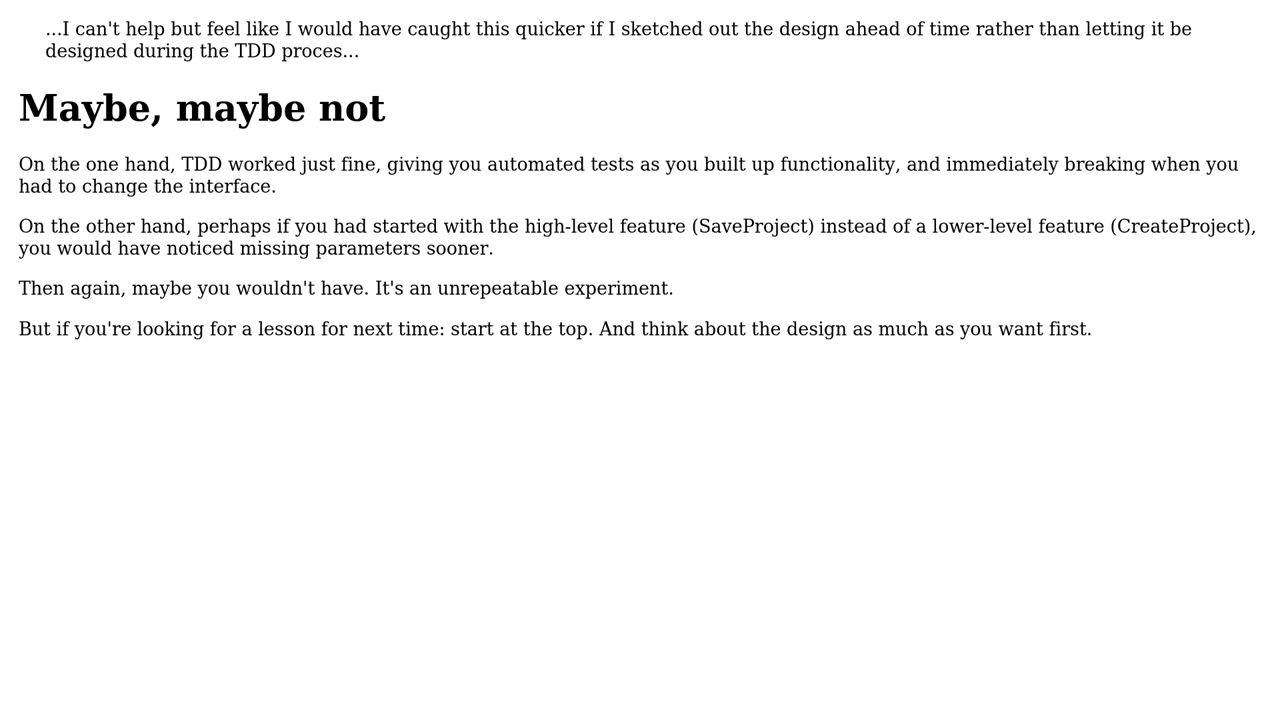 ...I can't help but feel like I would have caught this quicker if I sketched out the design ahead of time rather than letting it be
designed during the TDD proces...
Maybe, maybe not
On the one hand, TDD worked just fine, giving you automated tests as you built up functionality, and immediately breaking when you
had to change the interface.
On the other hand, perhaps if you had started with the high-level feature (SaveProject) instead of a lower-level feature (CreateProject),
you would have noticed missing parameters sooner.
Then again, maybe you wouldn't have. It's an unrepeatable experiment.
But if you're looking for a lesson for next time: start at the top. And think about the design as much as you want first.